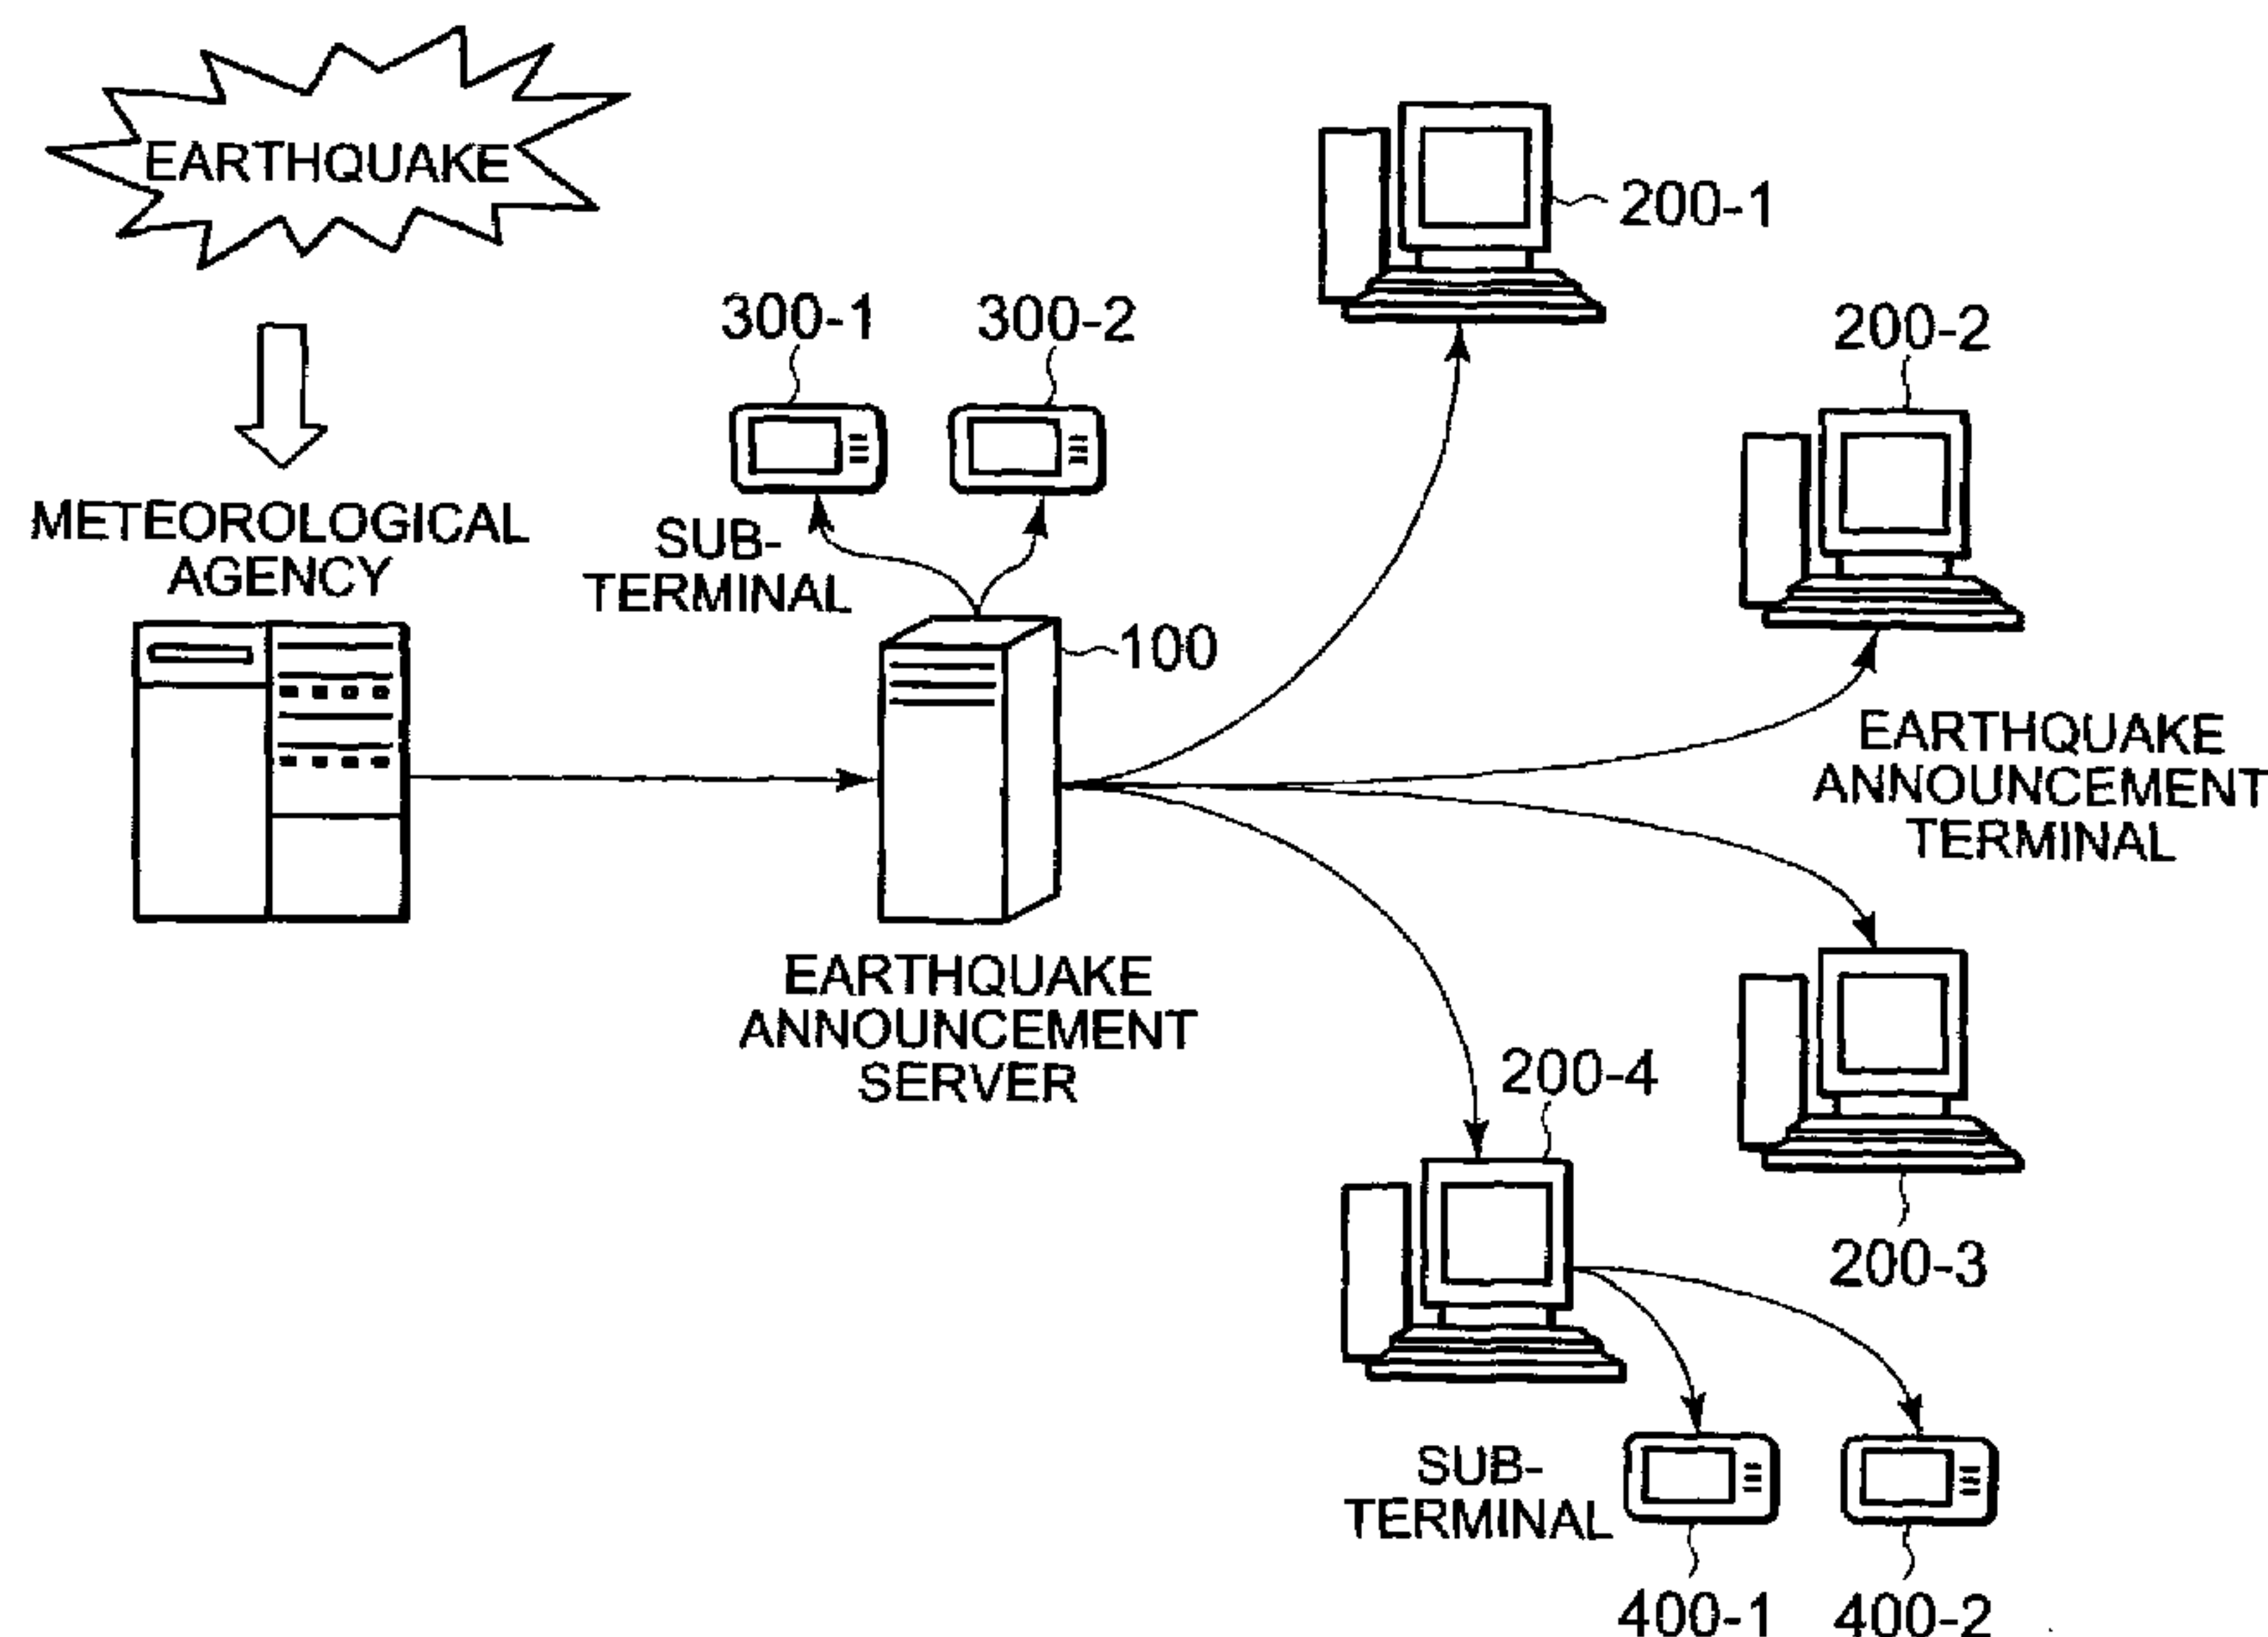 EARTHQUAKE
200-1
300-1
300-2
200-2
METEOROLOGICAL
AGENCY
SUB-
TERMINAL
100
EARTHQUAKE
ANNOUNCEMENT
TERMINAL
EARTHQUAKE
ANNOUNCEMENT
SERVER
200-4
200-3
SUB-
TERMINAL
400-1
400-2